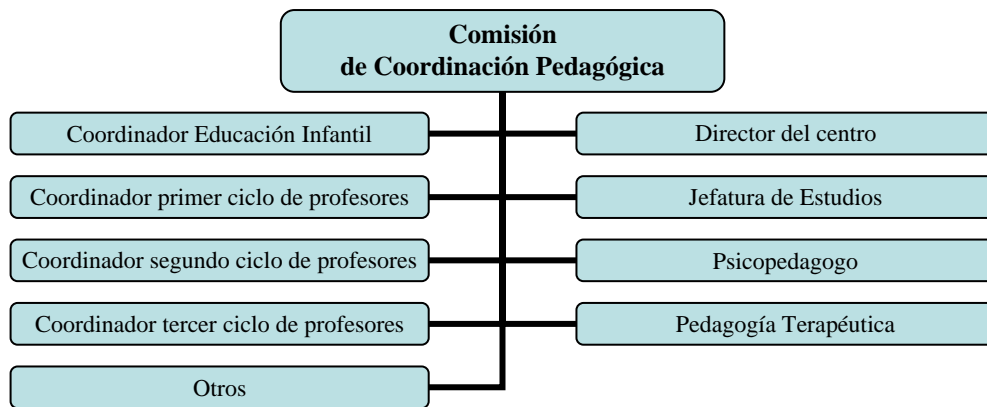 Comisión
de Coordinación Pedagógica
Coordinador Educación Infantil
Director del centro
Coordinador primer ciclo de profesores
Jefatura de Estudios
Coordinador segundo ciclo de profesores
Psicopedagogo
Coordinador tercer ciclo de profesores
Pedagogía Terapéutica
Otros